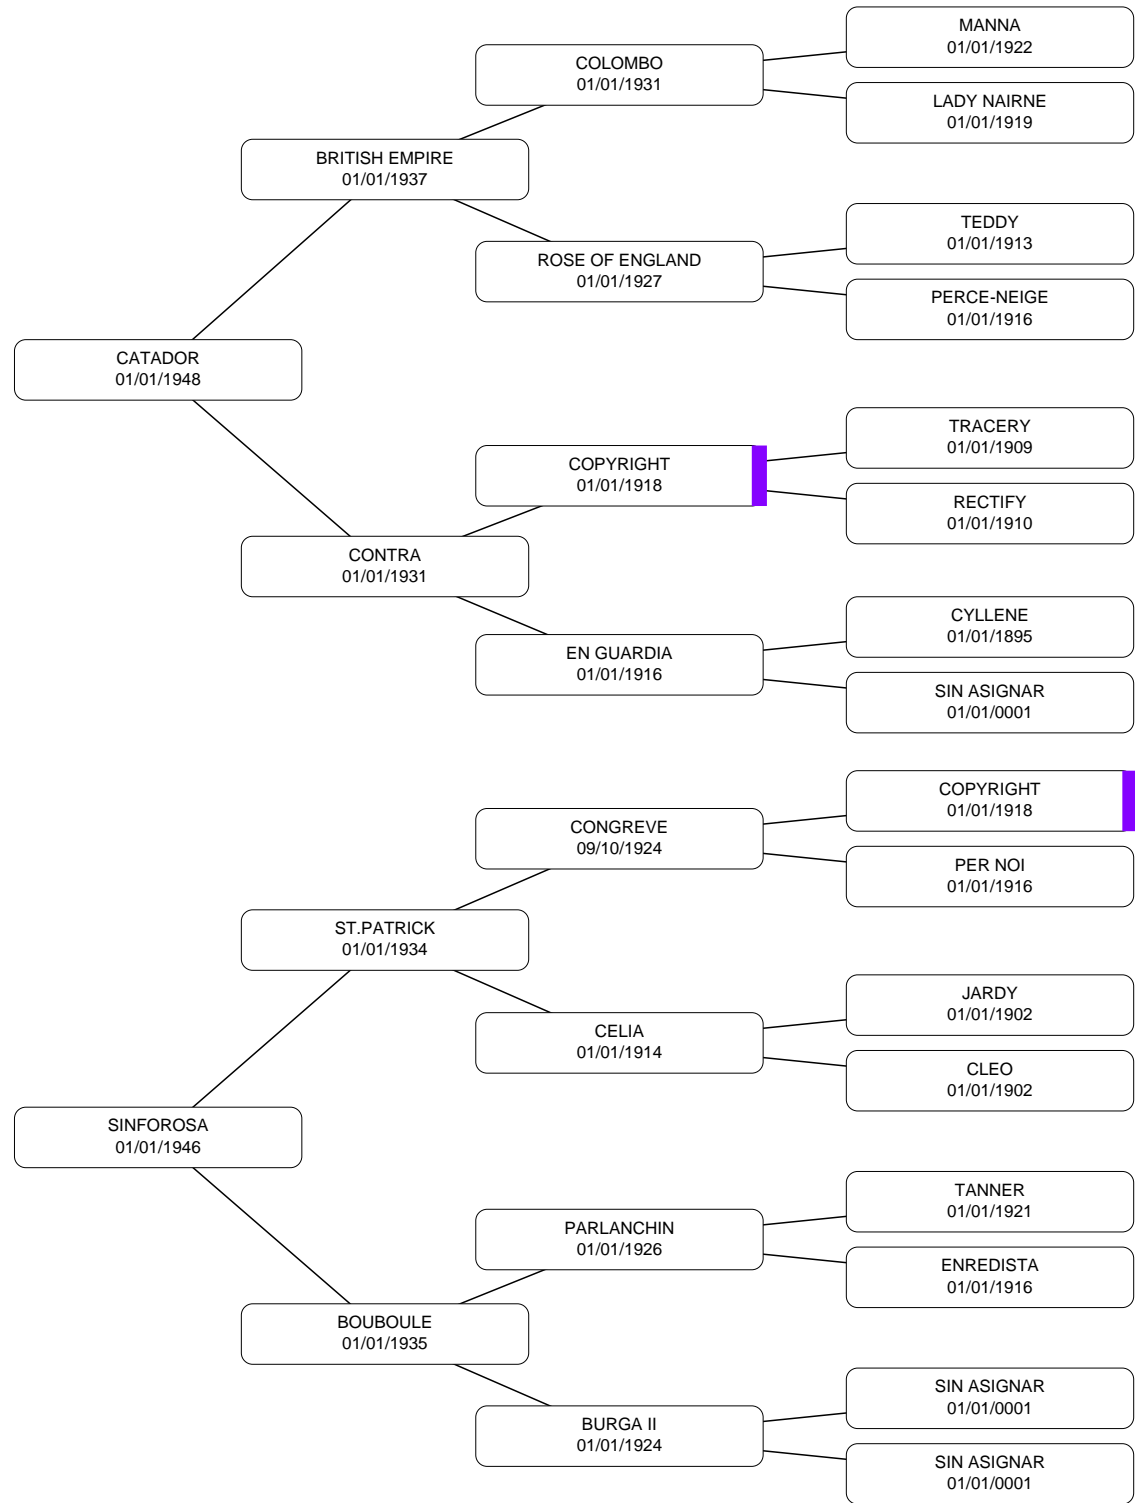 MANNA
01/01/1922
COLOMBO
01/01/1931
LADY NAIRNE
01/01/1919
BRITISH EMPIRE
01/01/1937
TEDDY
01/01/1913
ROSE OF ENGLAND
01/01/1927
PERCE-NEIGE
01/01/1916
CATADOR
01/01/1948
TRACERY
01/01/1909
COPYRIGHT
01/01/1918
RECTIFY
01/01/1910
CONTRA
01/01/1931
CYLLENE
01/01/1895
EN GUARDIA
01/01/1916
SIN ASIGNAR
01/01/0001
COPYRIGHT
01/01/1918
CONGREVE
09/10/1924
PER NOI
01/01/1916
ST.PATRICK
01/01/1934
JARDY
01/01/1902
CELIA
01/01/1914
CLEO
01/01/1902
SINFOROSA
01/01/1946
TANNER
01/01/1921
PARLANCHIN
01/01/1926
ENREDISTA
01/01/1916
BOUBOULE
01/01/1935
SIN ASIGNAR
01/01/0001
BURGA II
01/01/1924
SIN ASIGNAR
01/01/0001